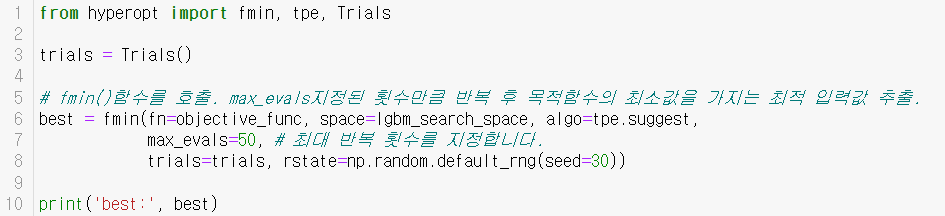 1 from hyperopt import fmin, tpe, Trials
2
3 trials = Trials()
4
5 # fmin()함수를 호출. max_evals지정된 횟수만큼 반복 후 목적함수의 최소값을 가지는 최적 입력값 추출.
6 best = fmin(fn=objective_func, space=lgbm_search_space, algo=tpe.suggest,
7 max_evals=50, # 최대 반복 횟수를 지정합니다.
8 trials=trials, rstate=np.random.default_rng(seed=30))
9
10 print('best:', best)